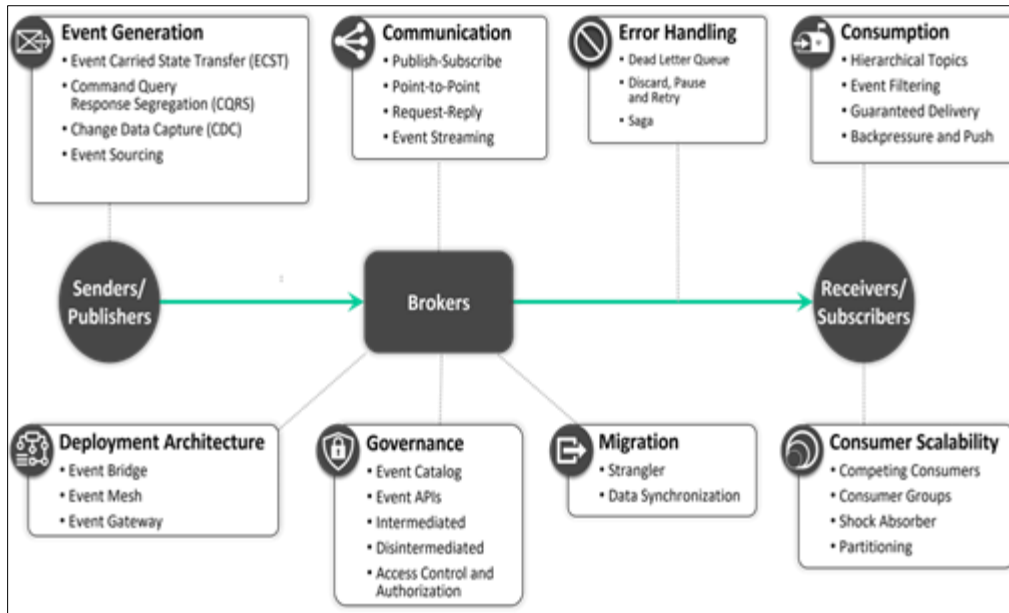 Event Generation
• Event Carried State Transfer (ECST)
• Command Query
Response Segregation (CQRS)
• Change Data Capture (CDC)
• Event Sourcing
Communication
• Publish-Subscribe
• Point-to-Point
• Request-Reply
• Event Streaming
Error Handling
• Dead Letter Queue
• Discard, Pause
and Retry
• Saga
Consumption
• Hierarchical Topics
• Event Filtering
• Guaranteed Delivery
• Backpressure and Push
Senders/
Publishers
Brokers
Receivers/
Subscribers
Deployment Architecture
• Event Bridge
• Event Mesh
• Event Gateway
Governance
• Event Catalog
• Event APIs
• Intermediated
• Disintermediated
• Access Control and
Authorization
Migration
• Strangler
• Data Synchronization
Consumer Scalability
• Competing Consumers
• Consumer Groups
• Shock Absorber
• Partitioning